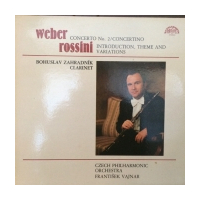 weber CONCERTO No. 2/CONCERTINO
rossini INTRODUCTION, THEME AND
VARIATIONS
BOHUSLAV ZAHRADNÍK
CLARINET
CZECH PHILHARMONIC
ORCHESTRA
FRANTIŠEK VAJNAR